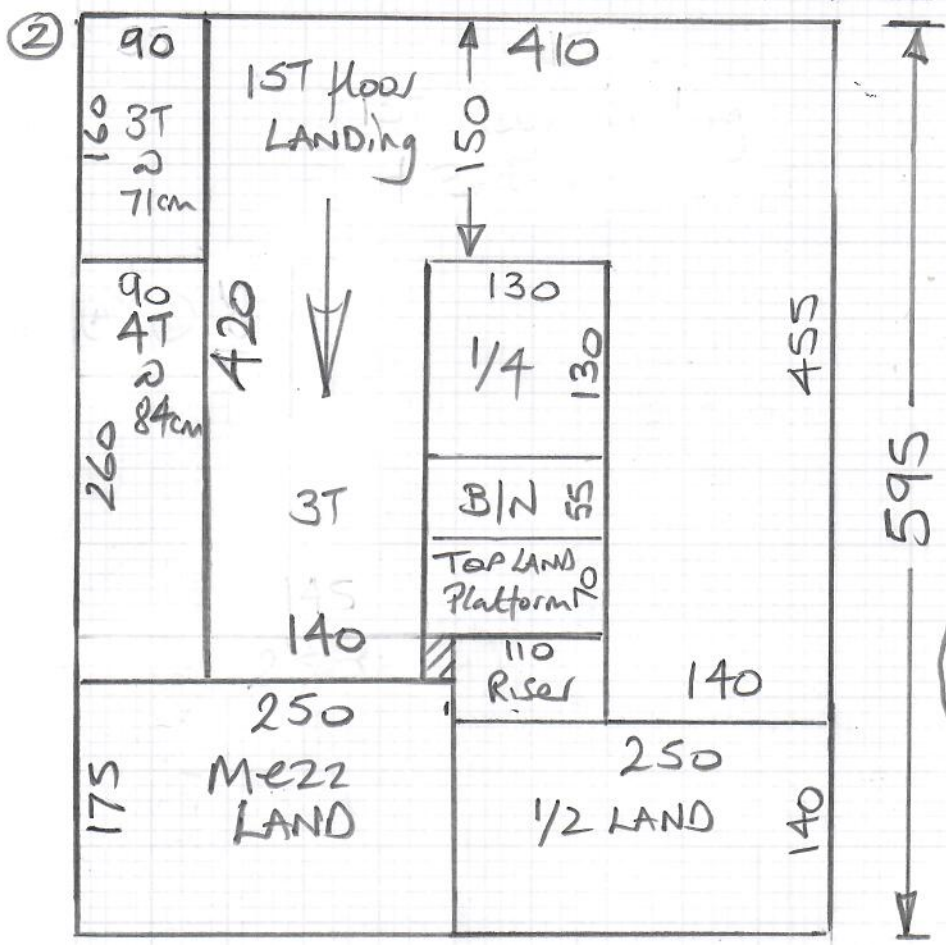 ②
90
160
3T
@
71cm
1ST floor
LANDing
410
150
90
4T
@
84cm
260
420
130
1/4
130
455
595
3T
B/N
55
TOP LAND
Platform
70
140
110
Riser
140
250
Mezz
LAND
175
250
1/2 LAND
140